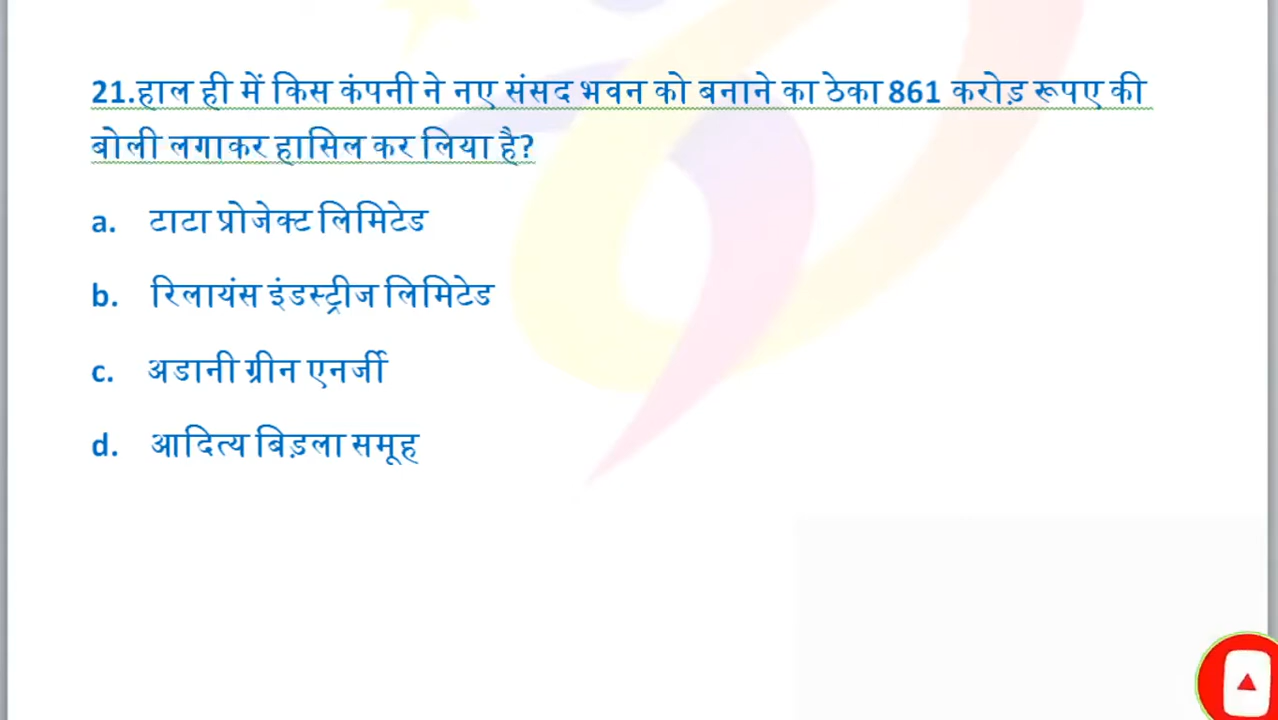 21.हाल ही में किस कंपनी ने नए संसद भवन को बनाने का ठेका 861 करोड़ रूपए की
बोली लगाकर हासिल कर लिया है?
a. टाटा प्रोजेक्ट लिमिटेड
b. रिलायंस इंडस्ट्रीज लिमिटेड
c. अडानी ग्रीन एनर्जी
d. आदित्य बिड़ला समूह